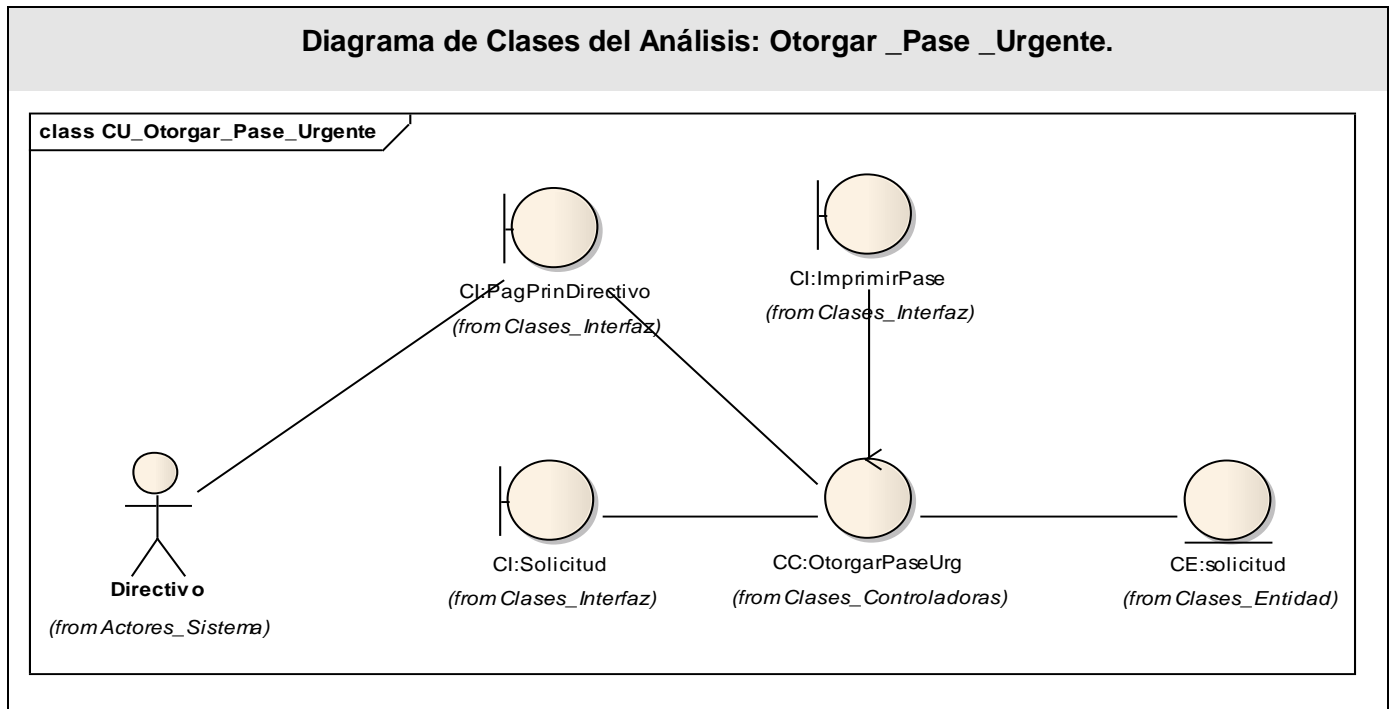 Diagrama de Clases del Análisis: Otorgar _Pase _Urgente.
class CU_Otorgar_Pase_Urgente
CI:PagPrinDirectivo
(from Clases_Interfaz)
CI:ImprimirPase
(from Clases_Interfaz)
Directivo
(from Actores_Sistema)
CI:Solicitud
(from Clases_Interfaz)
CC:OtorgarPaseUrg
(from Clases_Controladoras)
CE:solicitud
(from Clases_Entidad)